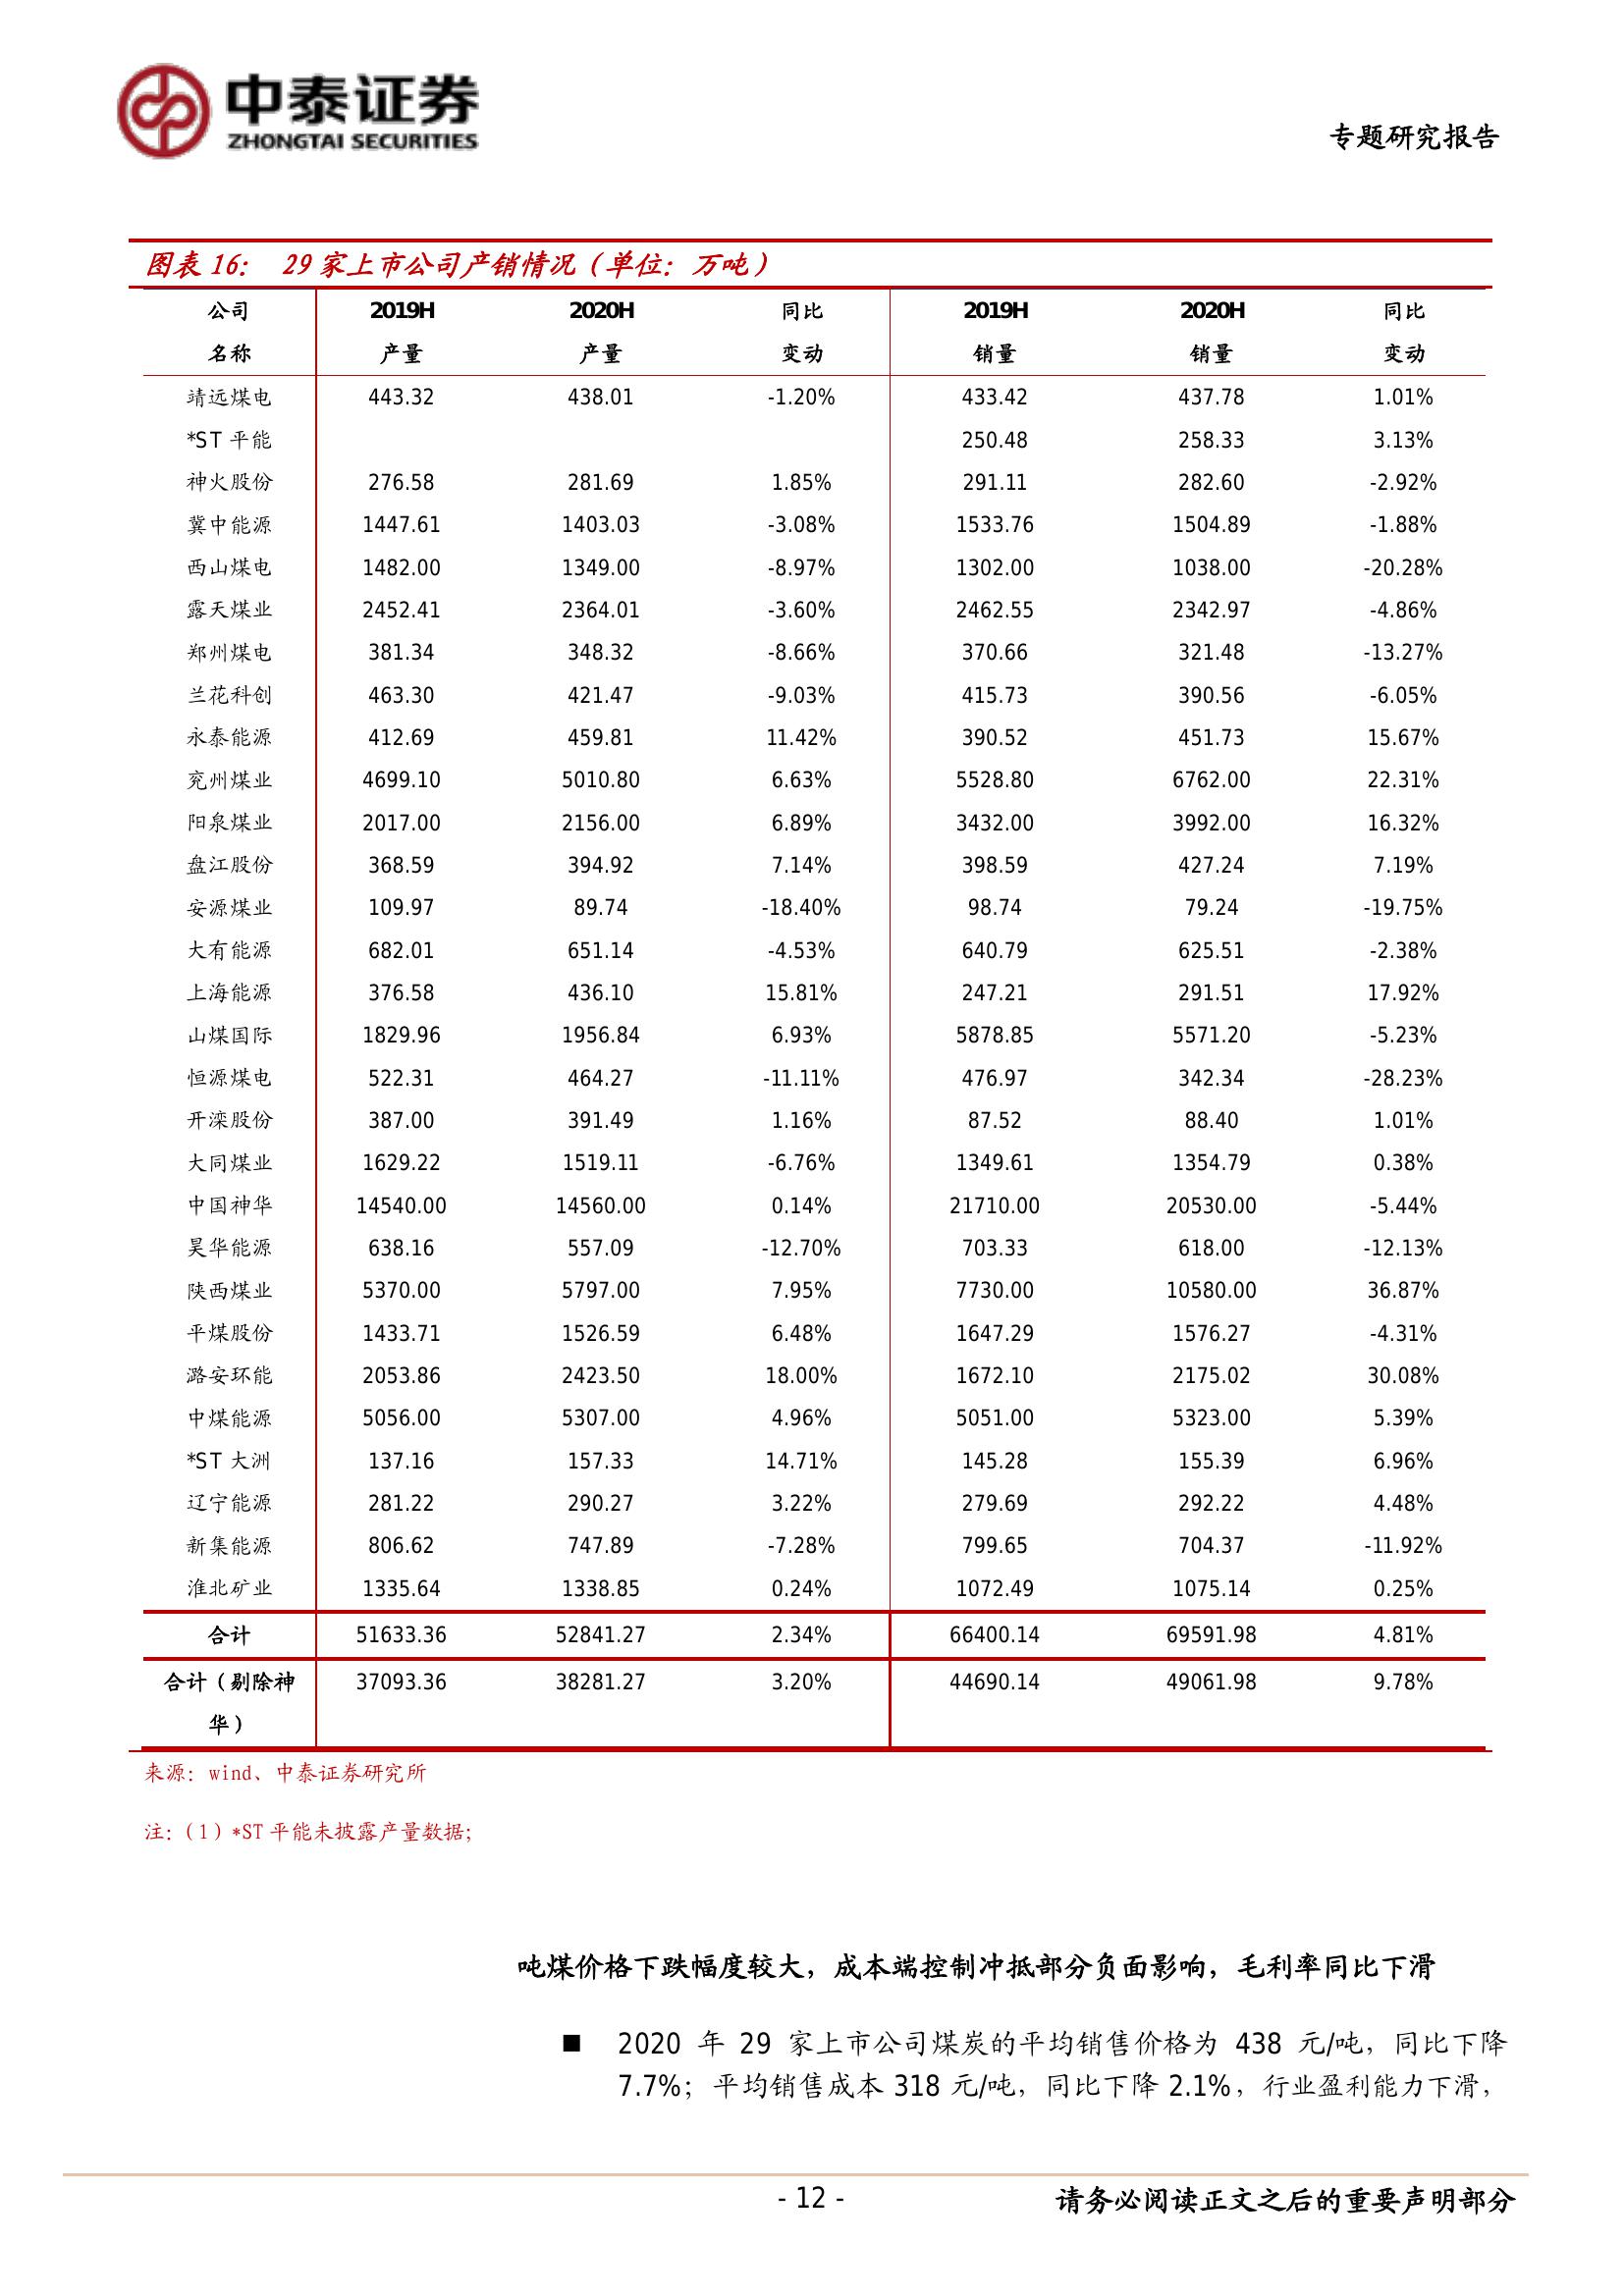 中泰证券
ZHONGTAI SECURITIES
专题研究报告
图表 16： 29 家上市公司产销情况（单位：万吨）
公司 2019H 2020H 同比 2019H 2020H 同比
名称 产量 产量 变动 销量 销量 变动
靖远煤电 443.32 438.01 -1.20% 433.42 437.78 1.01%
*ST 平能 250.48 258.33 3.13%
神火股份 276.58 281.69 1.85% 291.11 282.60 -2.92%
冀中能源 1447.61 1403.03 -3.08% 1533.76 1504.89 -1.88%
西山煤电 1482.00 1349.00 -8.97% 1302.00 1038.00 -20.28%
露天煤业 2452.41 2364.01 -3.60% 2462.55 2342.97 -4.86%
郑州煤电 381.34 348.32 -8.66% 370.66 321.48 -13.27%
兰花科创 463.30 421.47 -9.03% 415.73 390.56 -6.05%
永泰能源 412.69 459.81 11.42% 390.52 451.73 15.67%
兖州煤业 4699.10 5010.80 6.63% 5528.80 6762.00 22.31%
阳泉煤业 2017.00 2156.00 6.89% 3432.00 3992.00 16.32%
盘江股份 368.59 394.92 7.14% 398.59 427.24 7.19%
安源煤业 109.97 89.74 -18.40% 98.74 79.24 -19.75%
大有能源 682.01 651.14 -4.53% 640.79 625.51 -2.38%
上海能源 376.58 436.10 15.81% 247.21 291.51 17.92%
山煤国际 1829.96 1956.84 6.93% 5878.85 5571.20 -5.23%
恒源煤电 522.31 464.27 -11.11% 476.97 342.34 -28.23%
开滦股份 387.00 391.49 1.16% 87.52 88.40 1.01%
大同煤业 1629.22 1519.11 -6.76% 1349.61 1354.79 0.38%
中国神华 14540.00 14560.00 0.14% 21710.00 20530.00 -5.44%
昊华能源 638.16 557.09 -12.70% 703.33 618.00 -12.13%
陕西煤业 5370.00 5797.00 7.95% 7730.00 10580.00 36.87%
平煤股份 1433.71 1526.59 6.48% 1647.29 1576.27 -4.31%
潞安环能 2053.86 2423.50 18.00% 1672.10 2175.02 30.08%
中煤能源 5056.00 5307.00 4.96% 5051.00 5323.00 5.39%
*ST 大洲 137.16 157.33 14.71% 145.28 155.39 6.96%
辽宁能源 281.22 290.27 3.22% 279.69 292.22 4.48%
新集能源 806.62 747.89 -7.28% 799.65 704.37 -11.92%
淮北矿业 1335.64 1338.85 0.24% 1072.49 1075.14 0.25%
合计 51633.36 52841.27 2.34% 66400.14 69591.98 4.81%
合计（剔除神 37093.36 38281.27 3.20% 44690.14 49061.98 9.78%
华）
来源：wind、中泰证券研究所
注：（1）*ST 平能未披露产量数据；
吨煤价格下跌幅度较大，成本端控制冲抵部分负面影响，毛利率同比下滑
■ 2020 年 29 家上市公司煤炭的平均销售价格为 438 元/吨，同比下降
7.7%；平均销售成本 318 元/吨，同比下降 2.1%，行业盈利能力下滑，
- 12 -
请务必阅读正文之后的重要声明部分